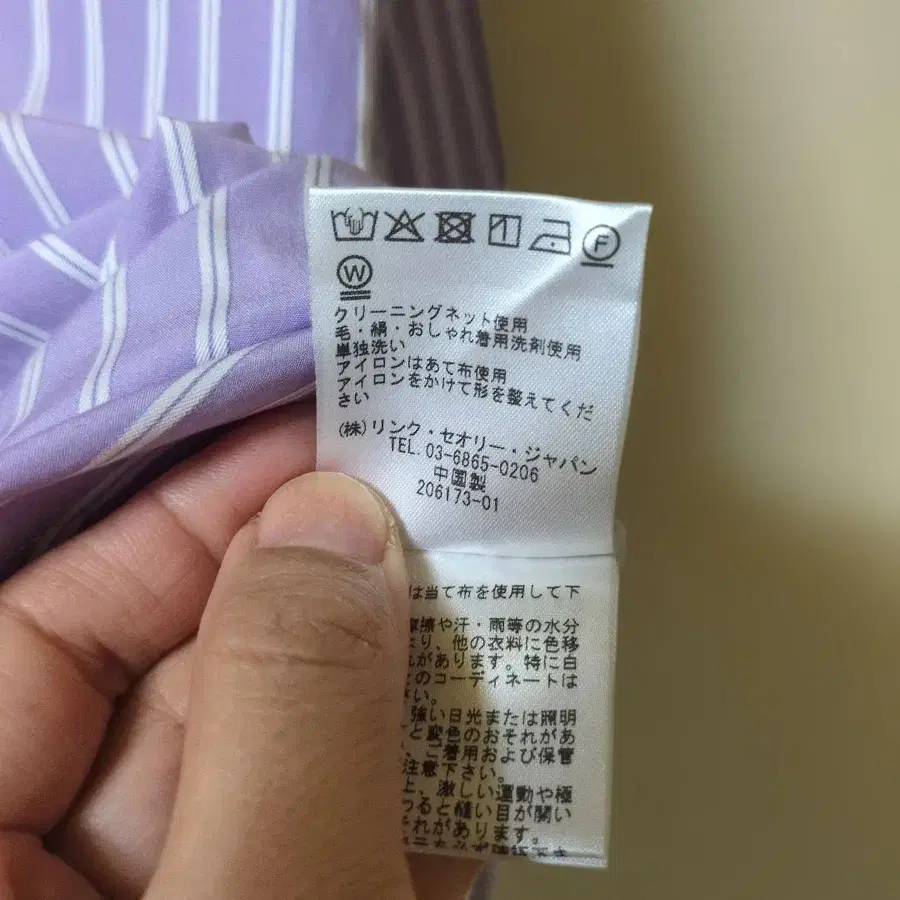 F
W
クリーニングネット使用
毛・絹・おしゃれ着用洗剤使用
単独洗い
アイロンはあて布使用
アイロンをかけて形を整えてくだ
さい
(株)リンク・セオリー・ジャパン
TEL.03-6865-0206
中国製
206173-01
は当て布を使用して下
摩擦や汗・雨等の水分
より、他の衣料に色移
れがあります。特に白
とのコーディネートは
さい。
強い日光または照明
すと変色のおそれがあ
、ご着用および保管
注意下さい。
と、激しい運動や極
つると縫い目が開い
それがあります。